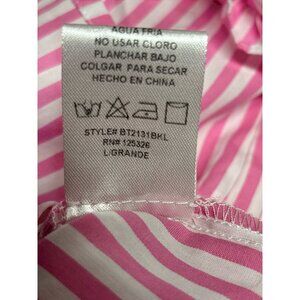 AGUA FRIA
NO USAR CLORO
PLANCHAR BAJO
COLGAR PARA SECAR
HECHO EN CHINA
STYLE# BT2131BKL
RN# 125326
L/GRANDE